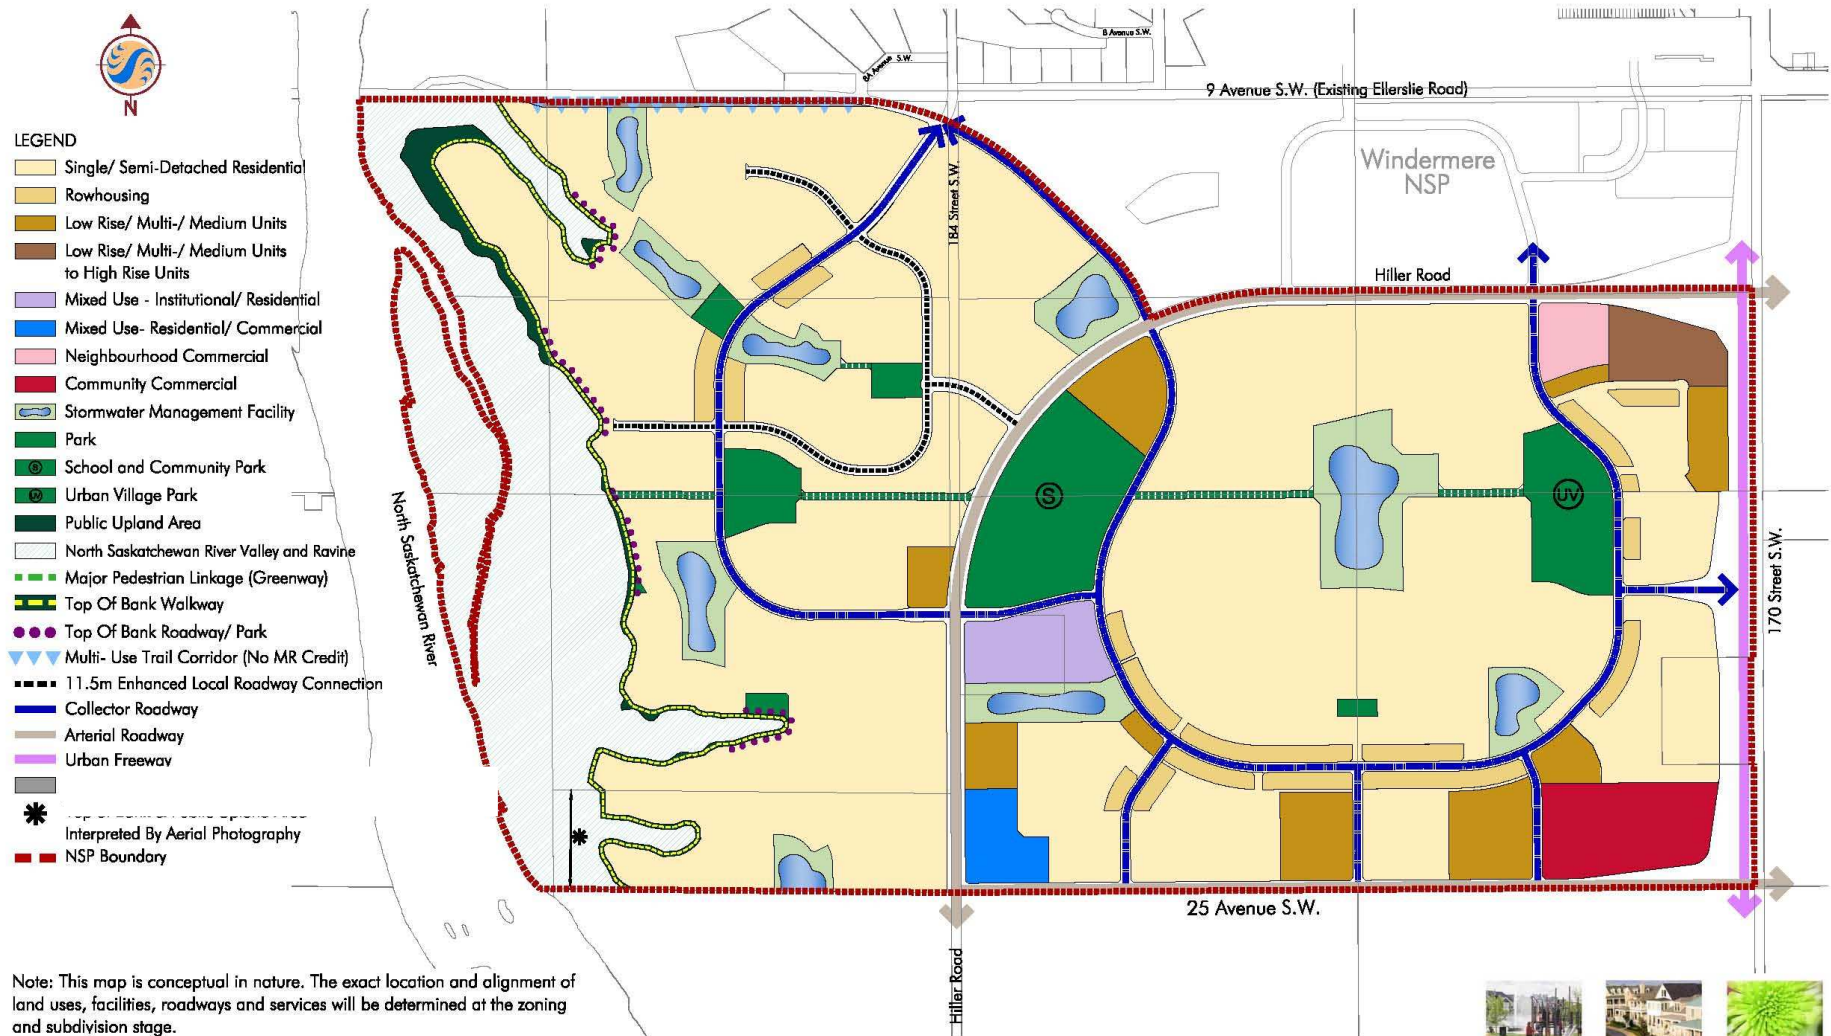 N
LEGEND
Single/ Semi-Detached Residential
Rowhousing
Low Rise/ Multi-/ Medium Units
Low Rise/ Multi-/ Medium Units
to High Rise Units
Mixed Use - Institutional/ Residential
Mixed Use- Residential/ Commercial
Neighbourhood Commercial
Community Commercial
Stormwater Management Facility
Park
S
School and Community Park
UV
Urban Village Park
Public Upland Area
North Saskatchewan River Valley and Ravine
Major Pedestrian Linkage (Greenway)
Top Of Bank Walkway
Top Of Bank Roadway/ Park
Multi- Use Trail Corridor (No MR Credit)
11.5m Enhanced Local Roadway Connection
Collector Roadway
Arterial Roadway
Urban Freeway
Interpreted By Aerial Photography
NSP Boundary
8A Avenue S.W.
8 Avenue S.W.
9 Avenue S.W. (Existing Ellerslie Road)
Windermere
NSP
184 Street S.W.
Hiller Road
North Saskatchewan River
S
UV
170 Street S.W.
25 Avenue S.W.
Hiller Road
Note: This map is conceptual in nature. The exact location and alignment of
land uses, facilities, roadways and services will be determined at the zoning
and subdivision stage.